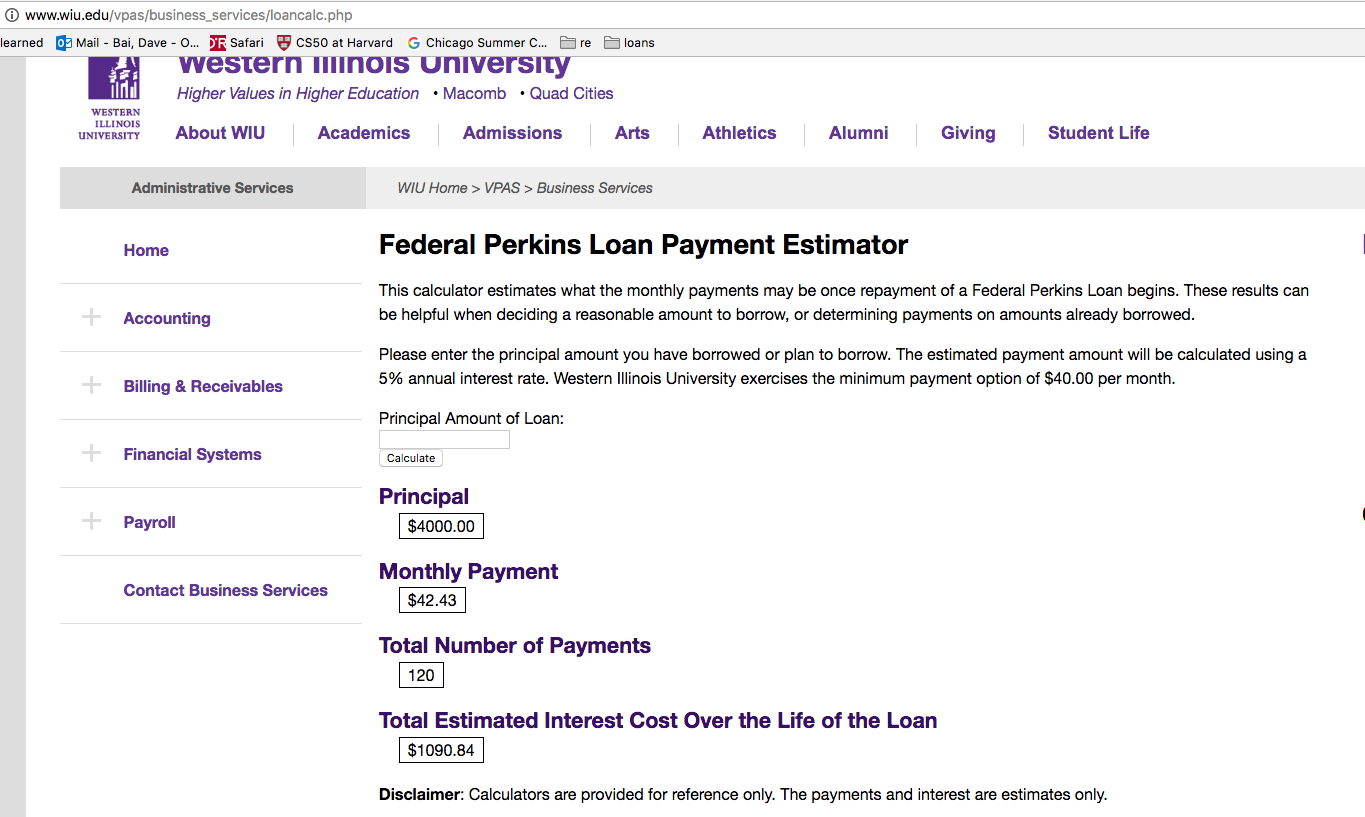 www.wiu.edu/vpas/business_services/loancalc.php
learned Mail - Bai, Dave - O... Safari CS50 at Harvard Chicago Summer C... re loans
Western Illinois University
Higher Values in Higher Education • Macomb • Quad Cities
WESTERN
ILLINOIS
UNIVERSITY
About WIU Academics Admissions Arts Athletics Alumni Giving Student Life
Administrative Services
WIU Home > VPAS > Business Services
Home
Accounting
Billing & Receivables
Financial Systems
Payroll
Contact Business Services
Federal Perkins Loan Payment Estimator
This calculator estimates what the monthly payments may be once repayment of a Federal Perkins Loan begins. These results can
be helpful when deciding a reasonable amount to borrow, or determining payments on amounts already borrowed.
Please enter the principal amount you have borrowed or plan to borrow. The estimated payment amount will be calculated using a
5% annual interest rate. Western Illinois University exercises the minimum payment option of $40.00 per month.
Principal Amount of Loan:
Calculate
Principal
$4000.00
Monthly Payment
$42.43
Total Number of Payments
120
Total Estimated Interest Cost Over the Life of the Loan
$1090.84
Disclaimer: Calculators are provided for reference only. The payments and interest are estimates only.